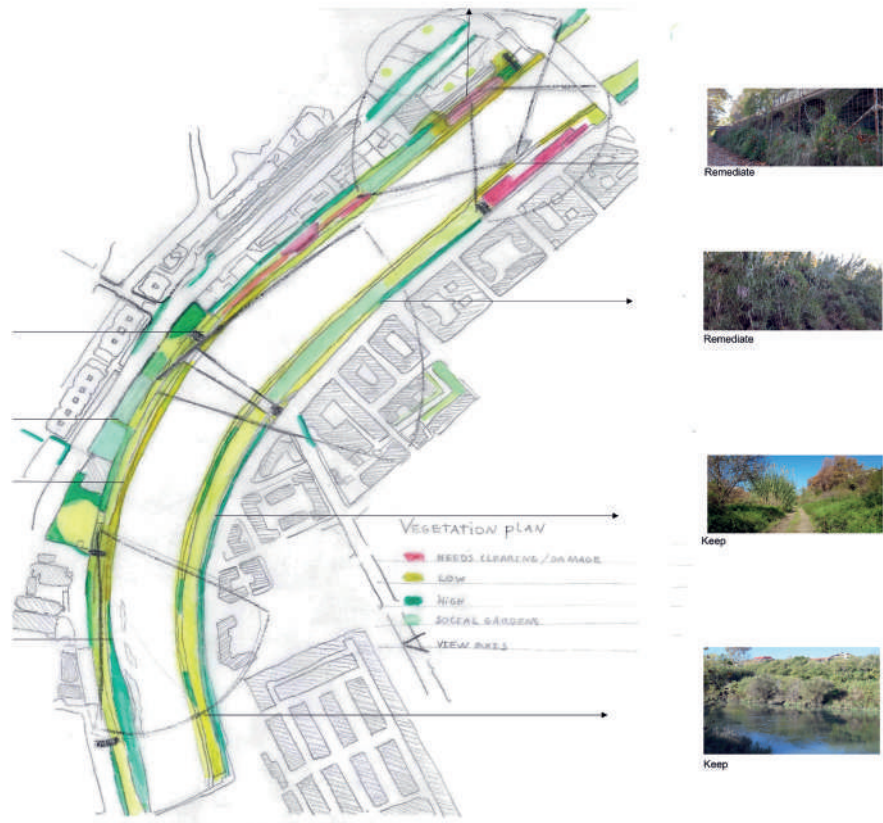 Remediate
Remediate
VEGETATION PLAN
NEEDS CLEARING/DAMAGE
LOW
HIGH
SOCIAL GARDENS
VIEW AXES
Keep
Keep